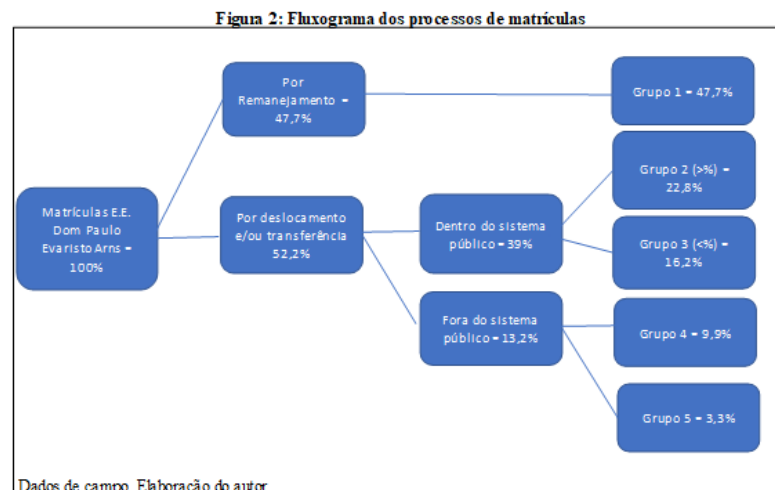 Figura 2: Fluxograma dos processos de matrículas
Por
Remanejamento =
47,7%
Grupo 1 = 47,7%
Grupo 2 (>%) =
22,8%
Matrículas E.E.
Dom Paulo
Evaristo Arns =
100%
Por deslocamento
e/ou transferência
52,2%
Dentro do sistema
público = 39%
Grupo 3 (<%) =
16,2%
Fora do sistema
público = 13,2%
Grupo 4 = 9,9%
Grupo 5 = 3,3%
Dados de campo. Elaboração do autor